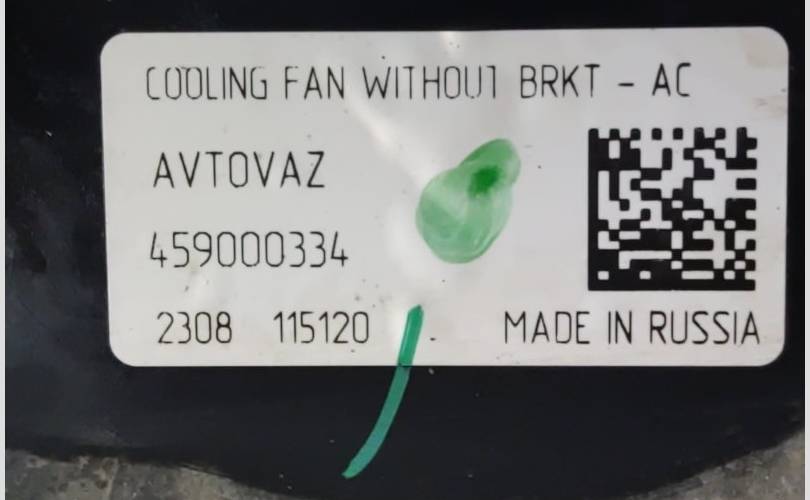 COOLING FAN WITHOUT BRKT - AC
AVTOVAZ
459000334
2308 115120 MADE IN RUSSIA